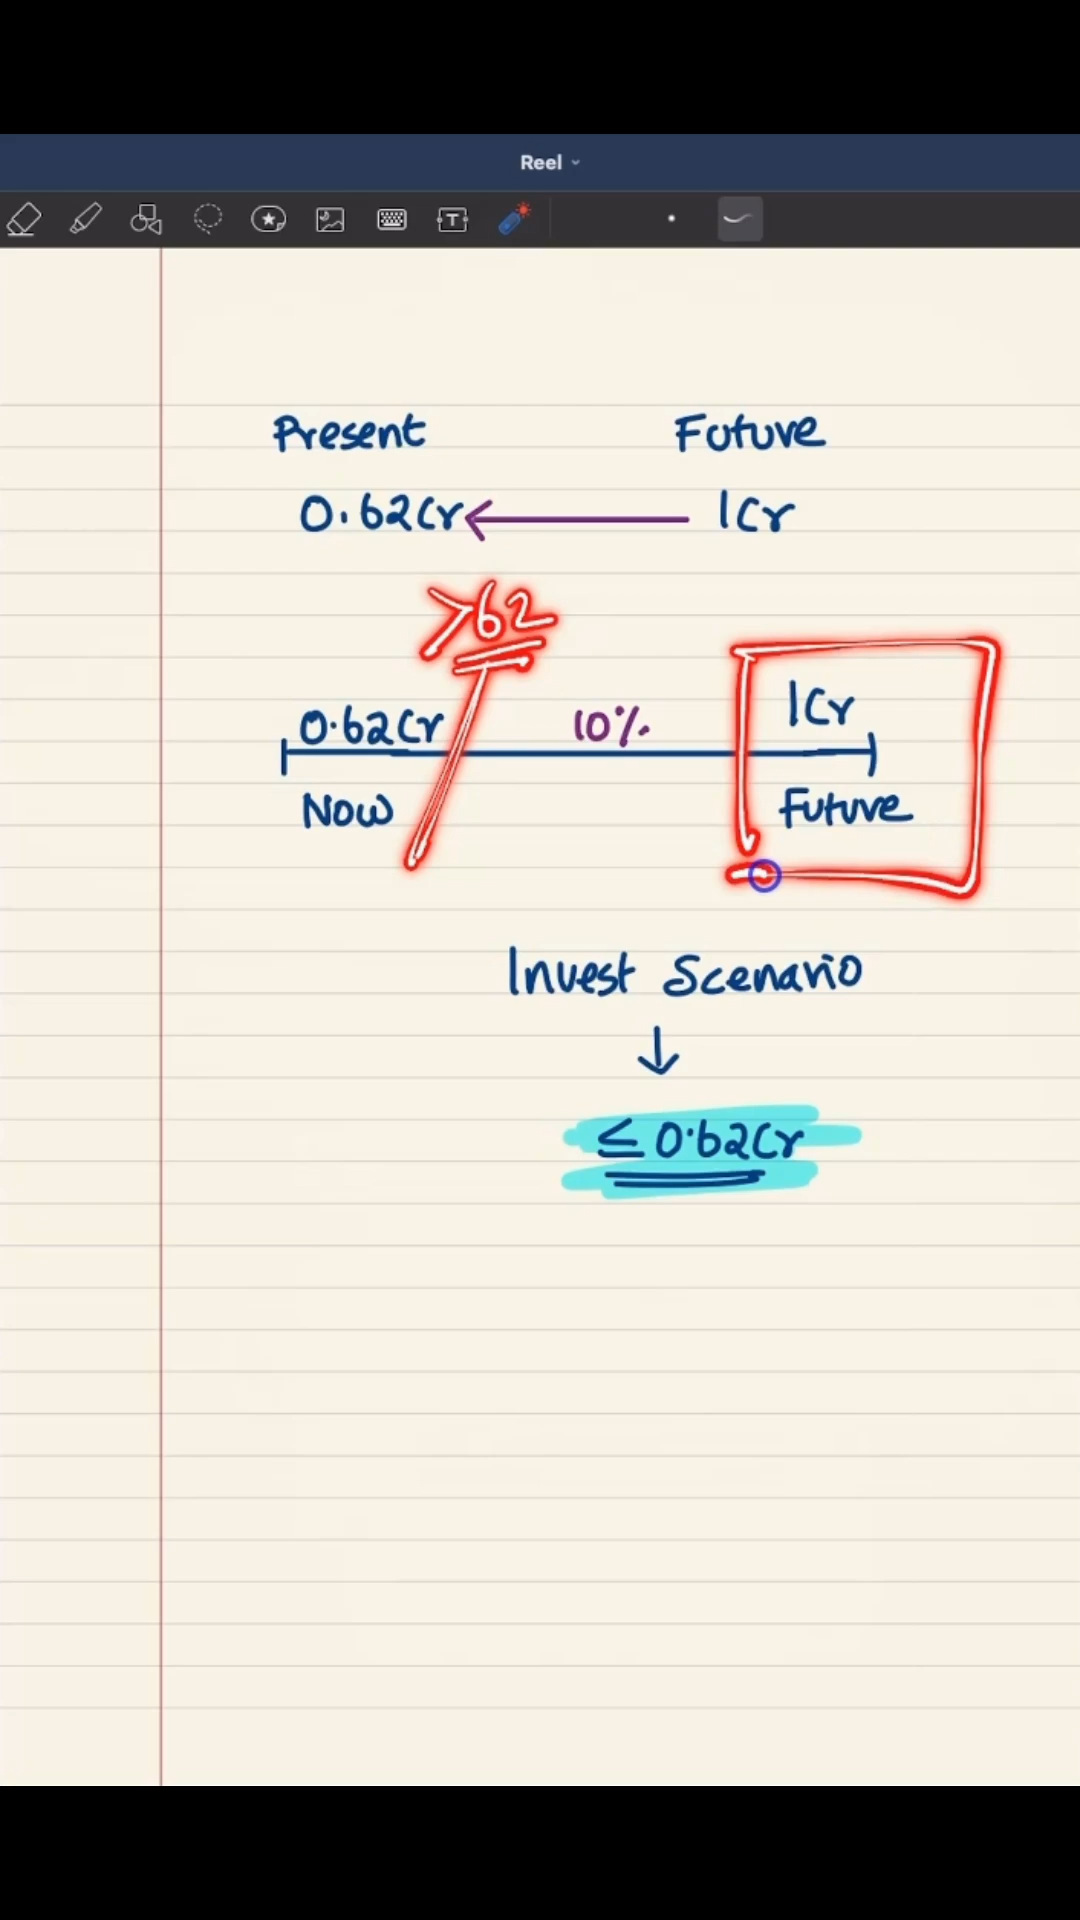 Reel
Present Future
0.62Cr 1Cr
>62
0.62Cr 10% 1Cr
Now Future
Invest Scenario
≤ 0.62Cr